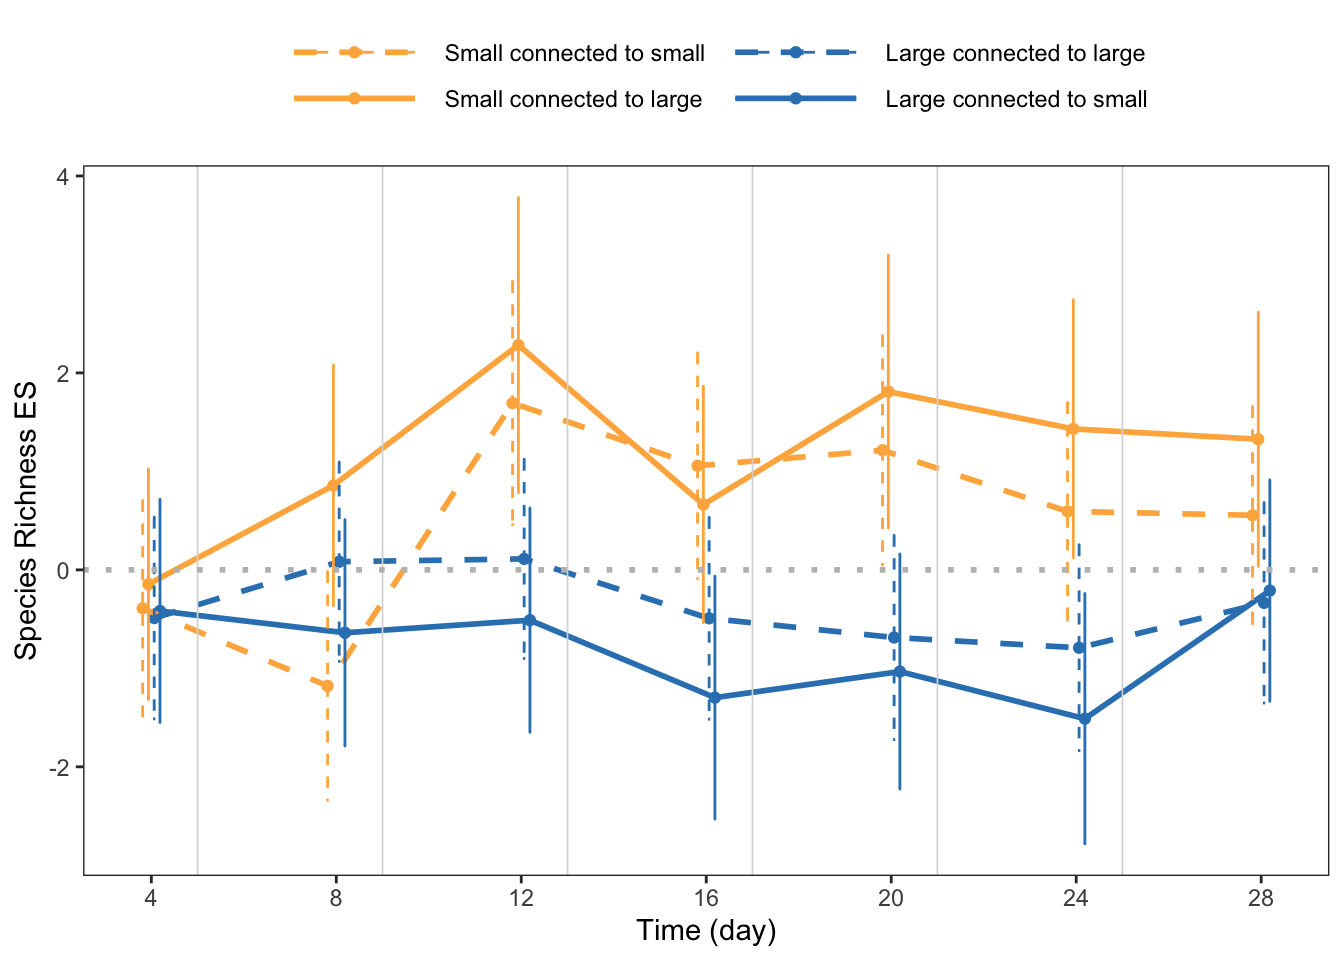 Small connected to small
Large connected to large
Small connected to large
Large connected to small
Species Richness ES
4
2
0
-2
4
8
12
16
20
24
28
Time (day)